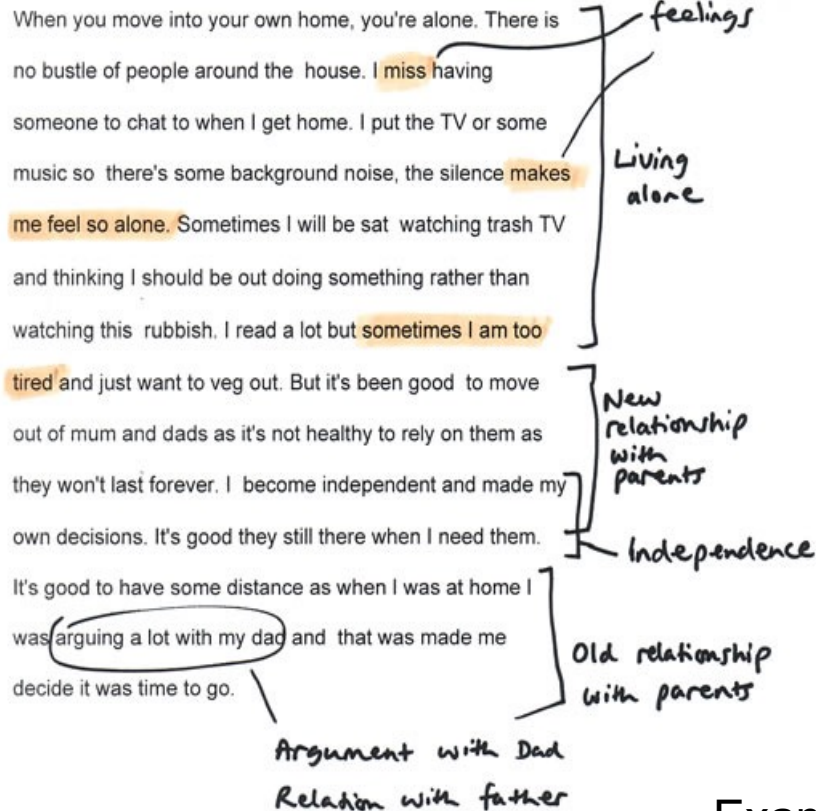 When you move into your own home, you're alone. There is
feelings
no bustle of people around the house. I miss having
someone to chat to when I get home. I put the TV or some
music so there's some background noise, the silence makes
Living
alone
me feel so alone. Sometimes I will be sat watching trash TV
and thinking I should be out doing something rather than
watching this rubbish. I read a lot but sometimes I am too
tired and just want to veg out. But it's been good to move
New
relationship
with
parents
out of mum and dads as it's not healthy to rely on them as
they won't last forever. I become independent and made my
own decisions. It's good they still there when I need them.
Independence
It's good to have some distance as when I was at home I
was arguing a lot with my dad and that was made me
decide it was time to go.
Old relationship
with parents
Argument with Dad
Relation with father